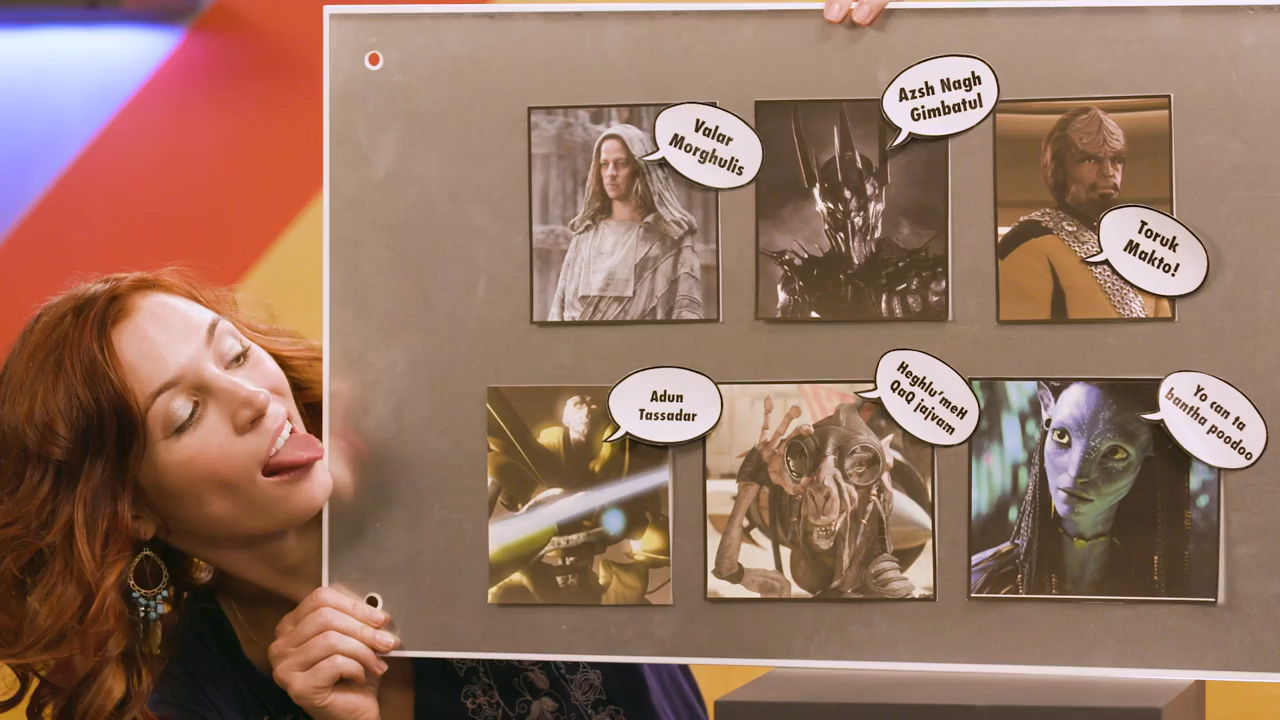 Valar
Morghulis
Azsh Nagh
Gimbatul
Toruk
Makto!
Adun
Tassadar
Heghlu'meH
QaQ jajvam
Yo can ta
bantha poodoo